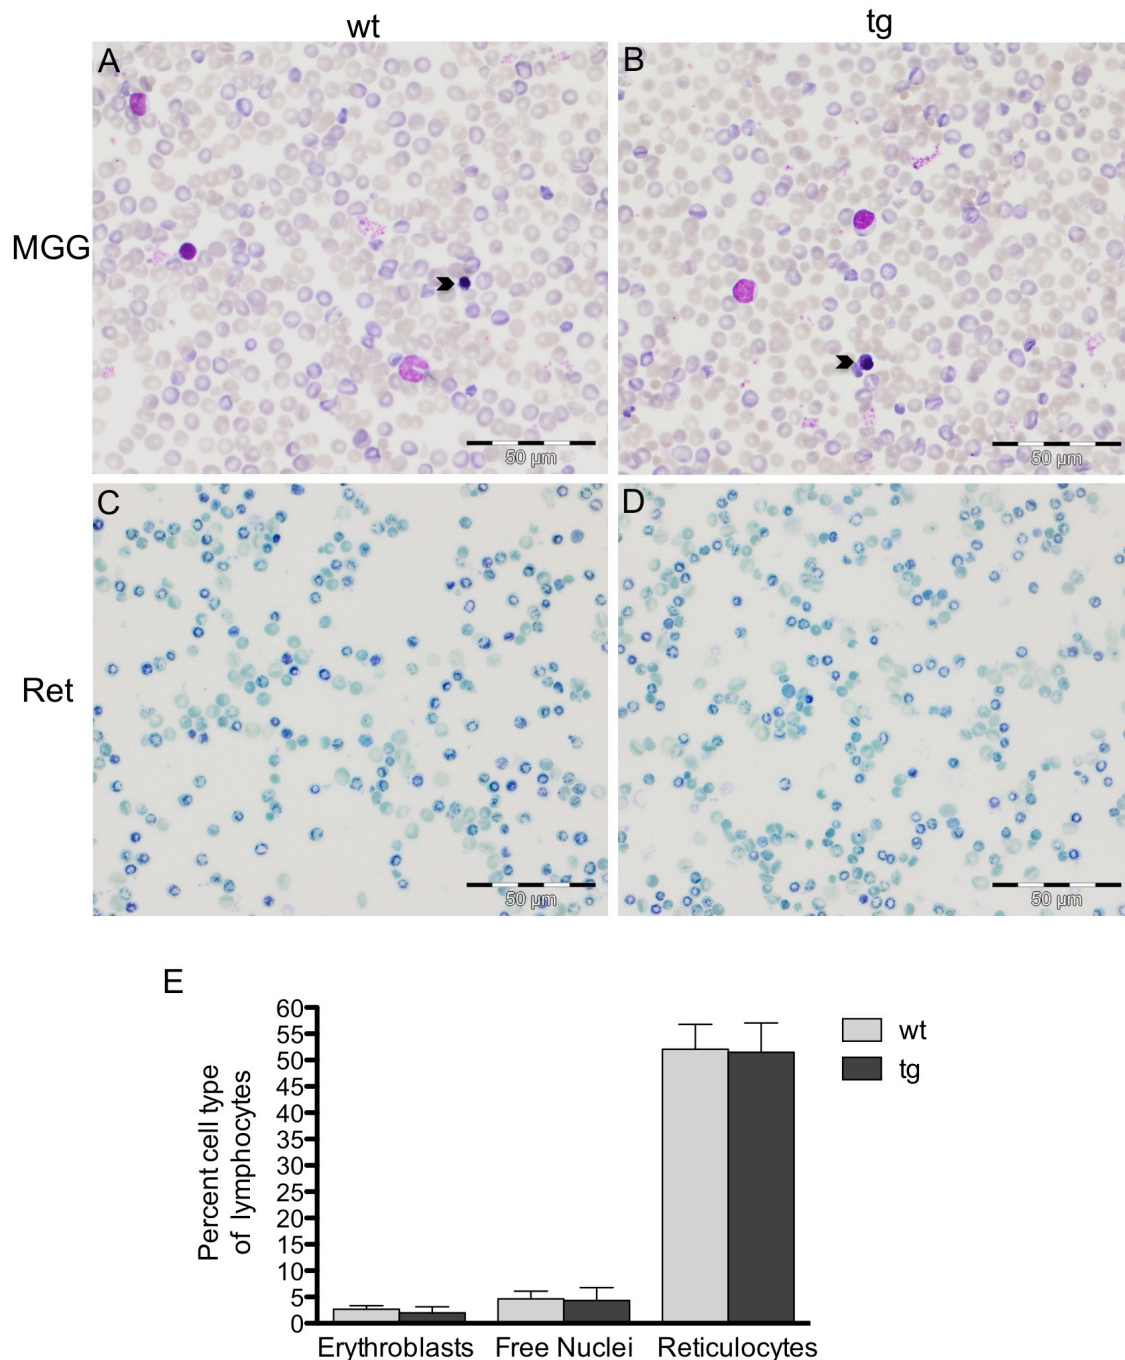 wt
tg
A
B
MGG
50 µm
50 µm
C
D
Ret
50 µm
50 µm
E
60
55
50
45
40
35
30
25
20
15
10
5
0
Percent cell type
of lymphocytes
wt
tg
Erythroblasts
Free Nuclei
Reticulocytes